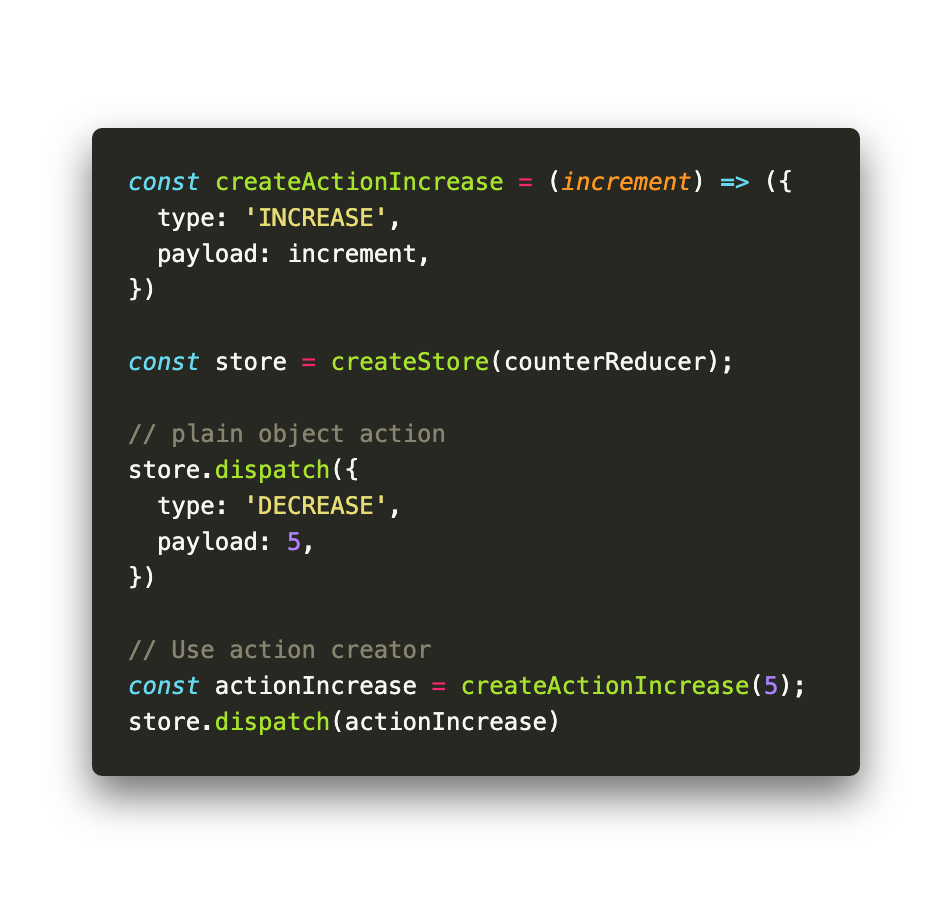 const createActionIncrease = (increment) => ({
  type: 'INCREASE',
  payload: increment,
})

const store = createStore(counterReducer);

// plain object action
store.dispatch({
  type: 'DECREASE',
  payload: 5,
})

// Use action creator
const actionIncrease = createActionIncrease(5);
store.dispatch(actionIncrease)